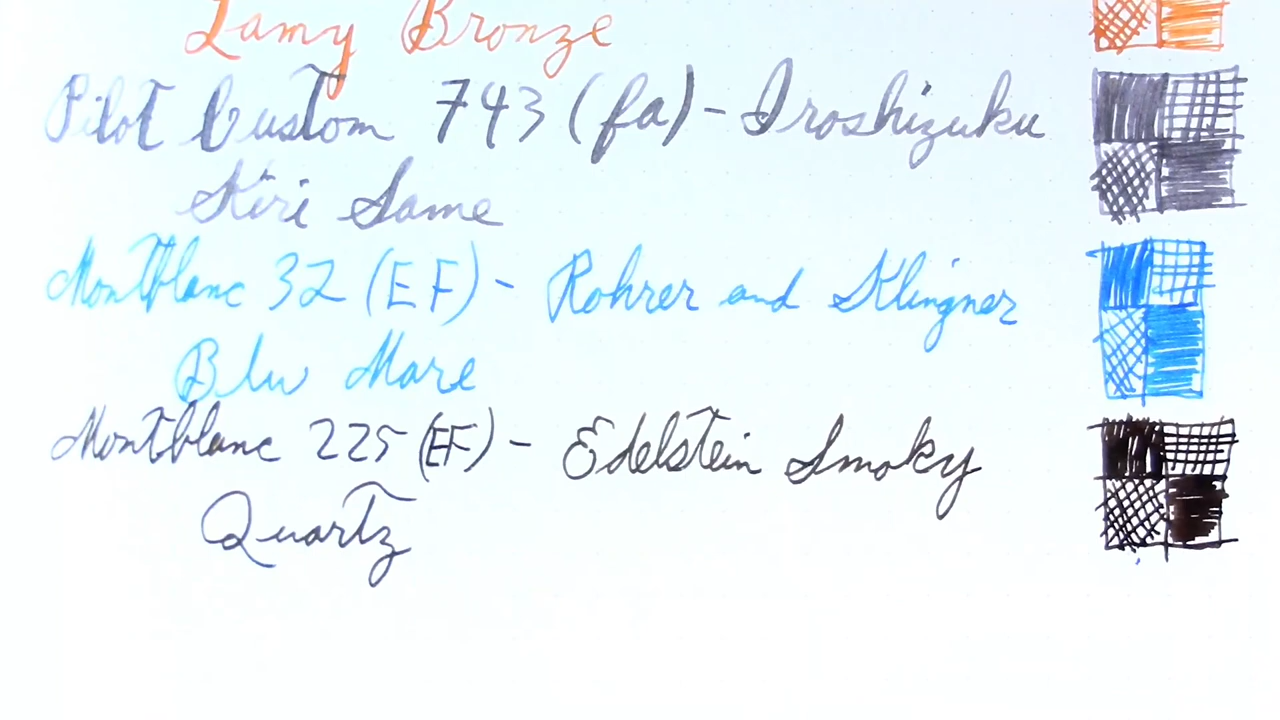 Lamy Bronze
Pilot Custom 743 (fa) - Iroshizuku
Kiri Same
Montblanc 32 (EF) - Rohrer and Klingner
Blu Mare
Montblanc 225 (EF) - Edelstein Smoky
Quartz